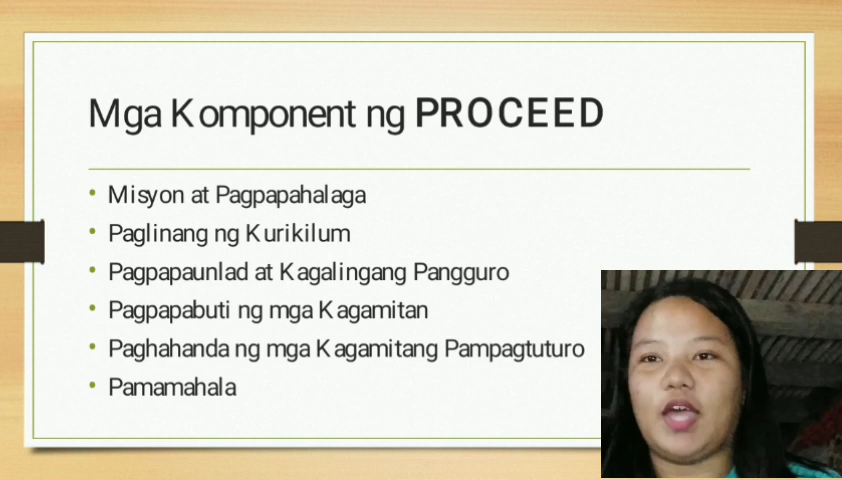 Mga Komponent ng PROCEED
• Misyon at Pagpapahalaga
• Paglinang ng Kurikilum
• Pagpapaunlad at Kagalingang Pangguro
• Pagpapabuti ng mga Kagamitan
• Paghahanda ng mga Kagamitang Pampagtuturo
• Pamamahala